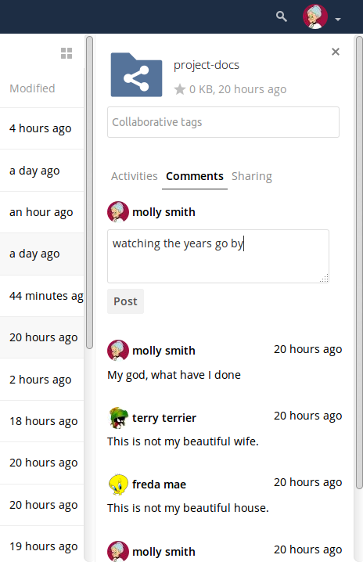 Modified
4 hours ago
a day ago
an hour ago
a day ago
44 minutes ag
20 hours ago
2 hours ago
18 hours ago
20 hours ago
20 hours ago
19 hours ago
project-docs
0 KB, 20 hours ago
Collaborative tags
Activities Comments Sharing
molly smith
watching the years go by
Post
molly smith 20 hours ago
My god, what have I done
terry terrier 20 hours ago
This is not my beautiful wife.
freda mae 20 hours ago
This is not my beautiful house.
molly smith 20 hours ago